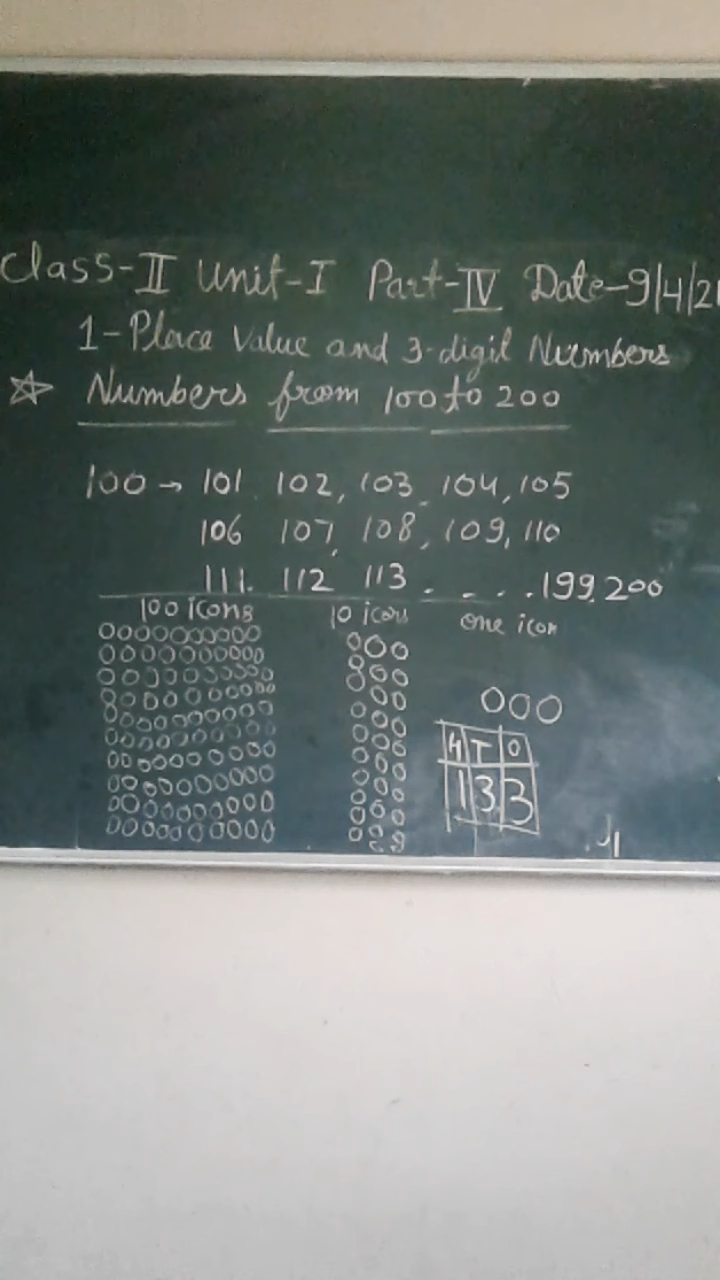 Class-II Unit-I Part-IV Date-9/4/21
1-Place Value and 3-digit Numbers
☆ Numbers from 100 to 200
100 → 101 102, 103 104, 105
106 107, 108, 109, 110
111. 112 113 . . . . 199, 200
100 icons 10 icons one icon
H T O
1 3 3